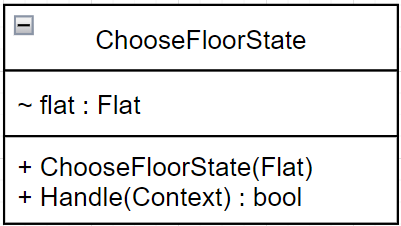 ChooseFloorState
~ flat : Flat
+ ChooseFloorState(Flat)
+ Handle(Context) : bool